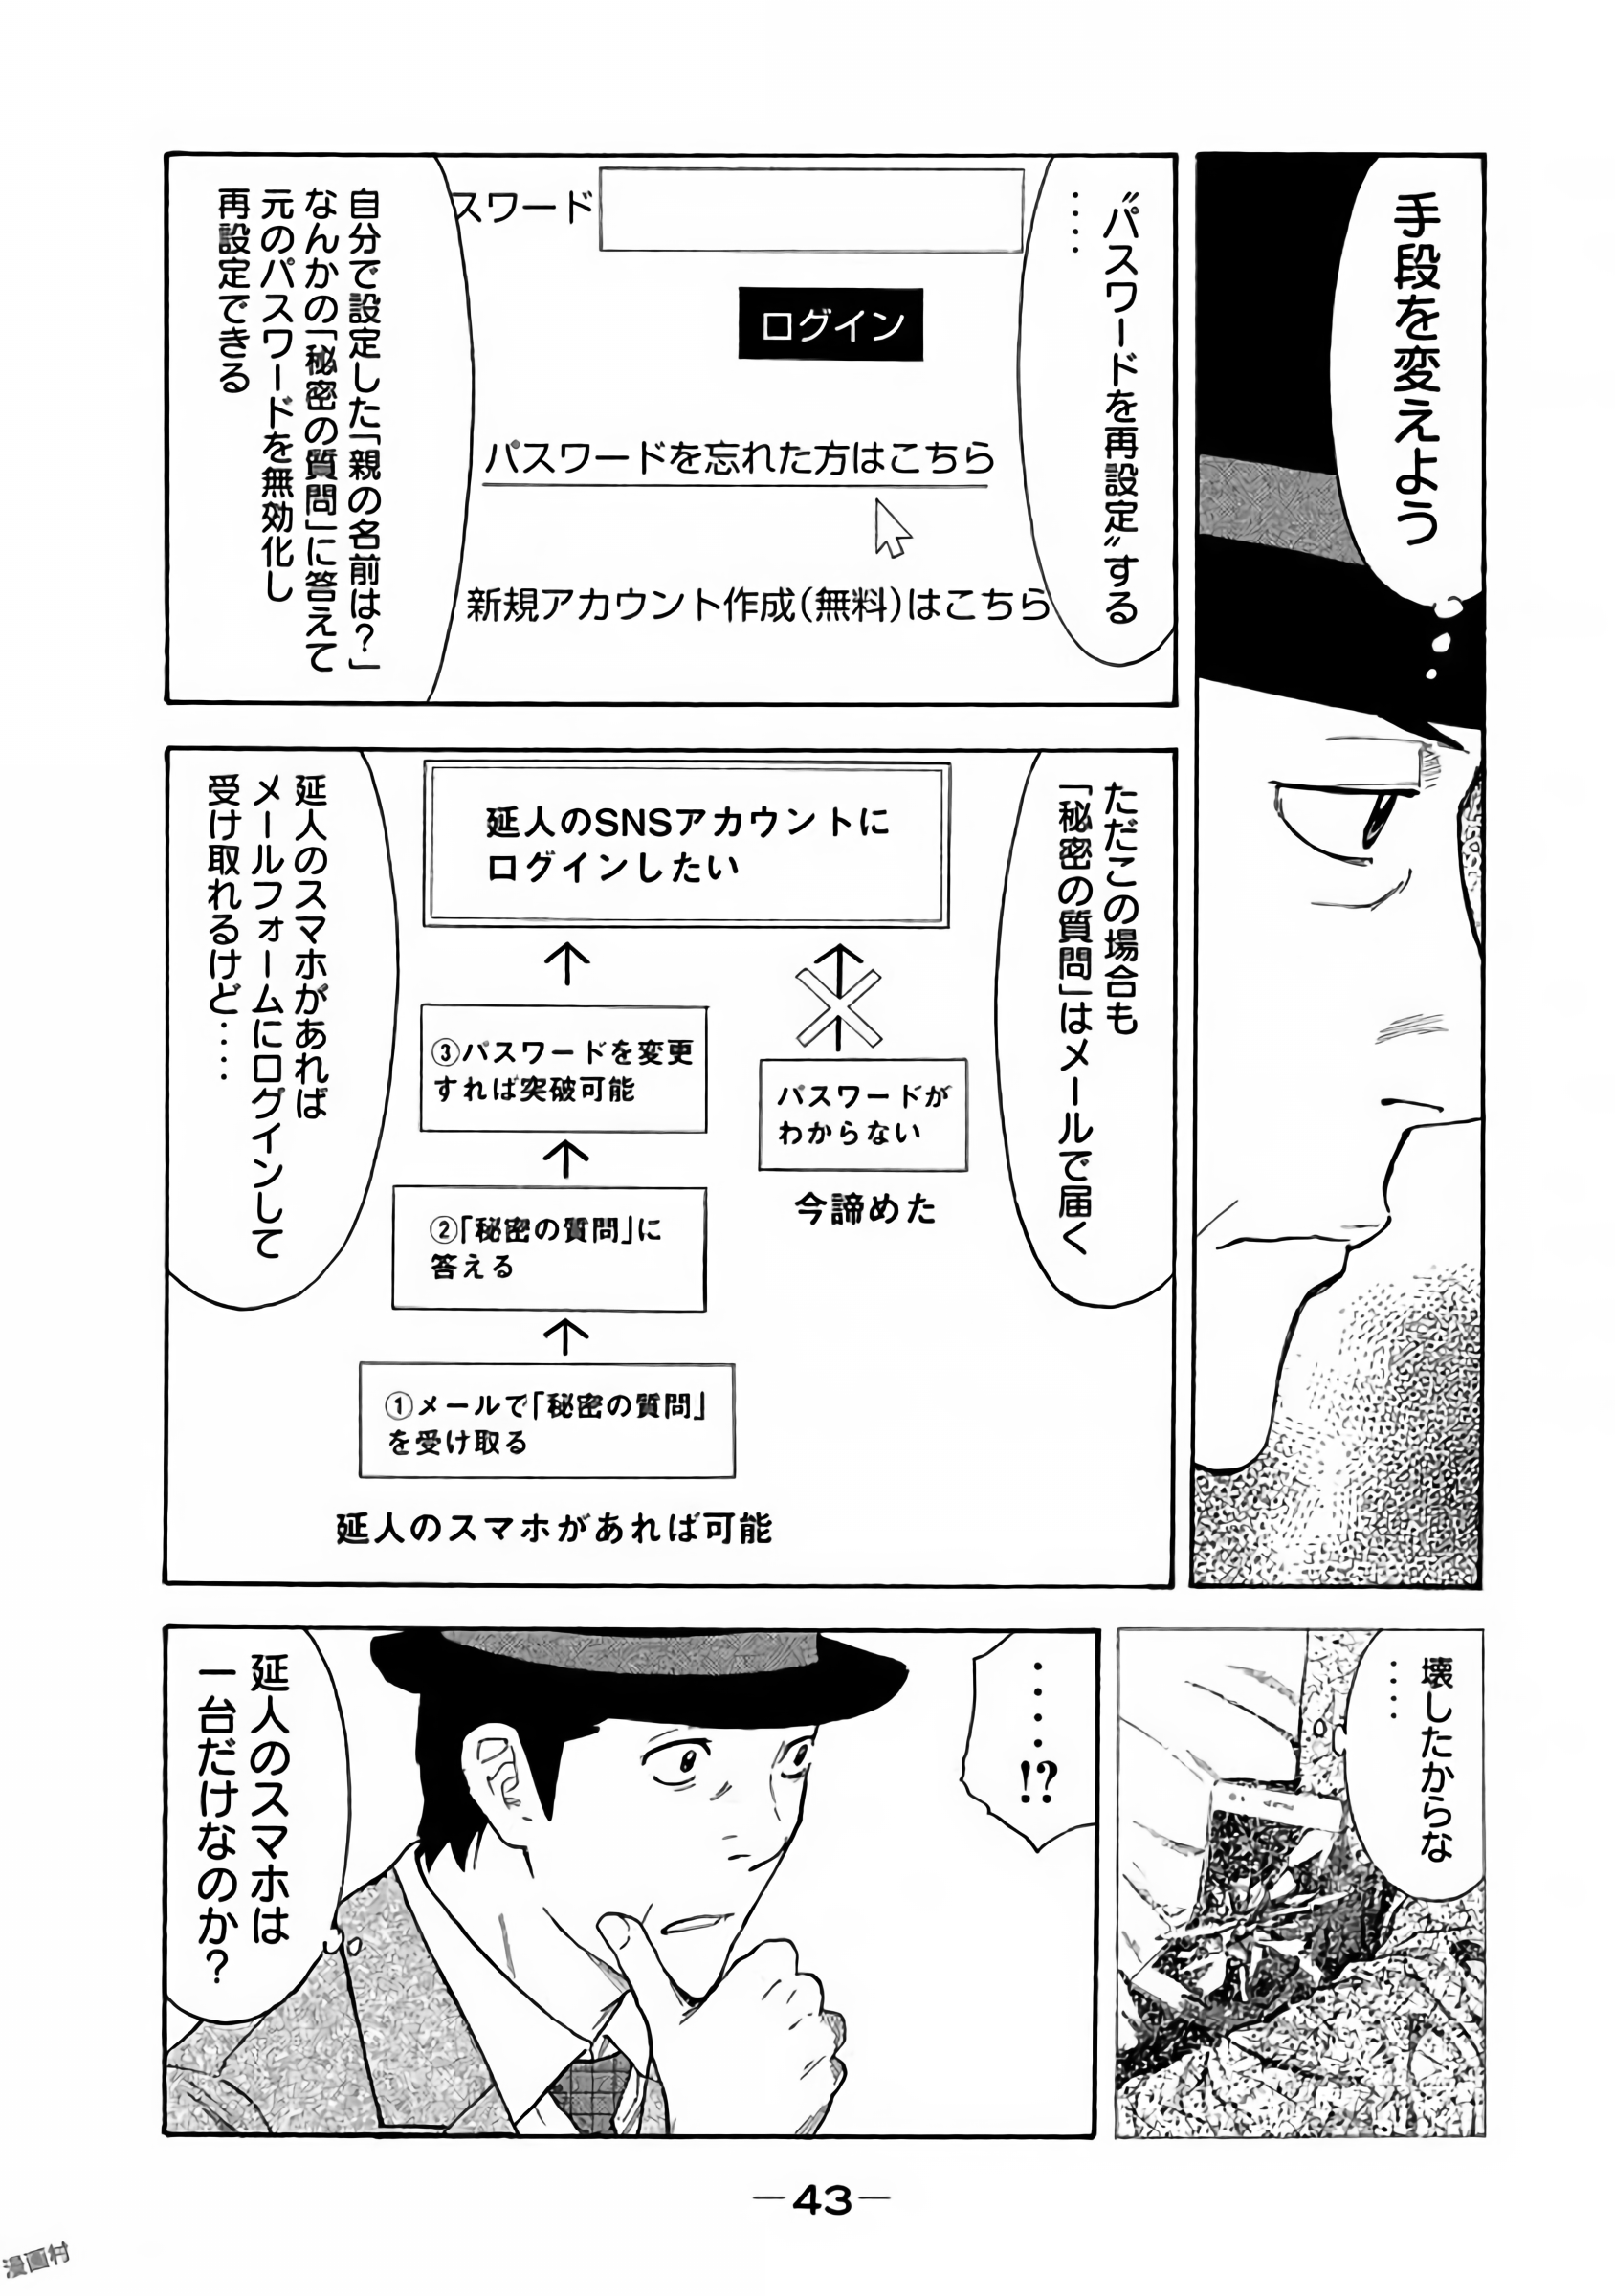 手段を変えよう
〝パスワードを再設定〟する
‥‥
スワード
ログイン
パスワードを忘れた方はこちら
新規アカウント作成(無料)はこちら
自分で設定した「親の名前は?」
なんかの「秘密の質問」に答えて
元のパスワードを無効化し
再設定できる
ただこの場合も
「秘密の質問」はメールで届く
延人のSNSアカウントに
ログインしたい
パスワードが
わからない
今諦めた
③パスワードを変更
すれば突破可能
②「秘密の質問」に
答える
①メールで「秘密の質問」
を受け取る
延人のスマホがあれば可能
延人のスマホがあれば
メールフォームにログインして
受け取れるけど‥‥
壊したからな
‥‥
‥‥!?
延人のスマホは
一台だけなのか?
—43—
漫画村